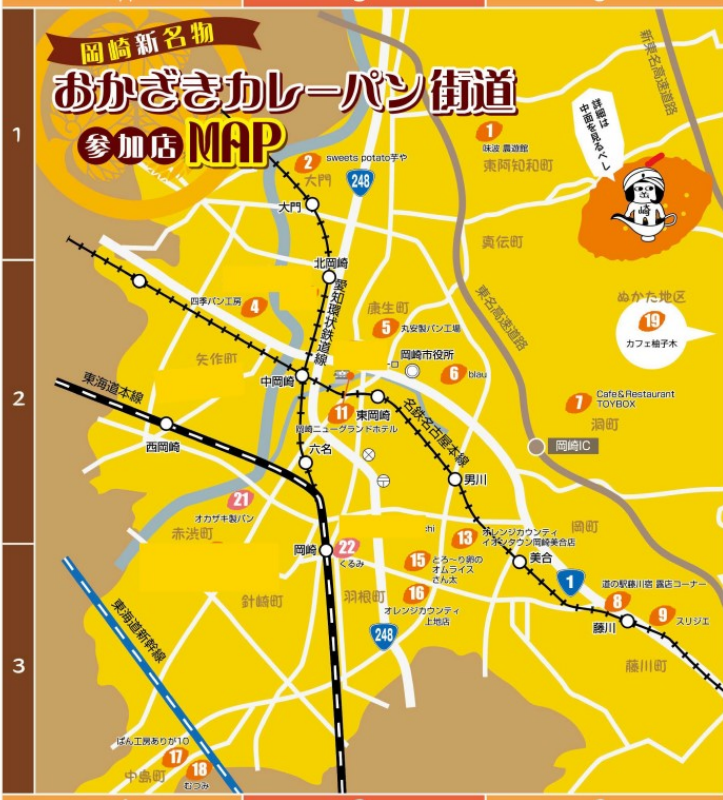 岡崎新名物
おかざきカレーパン街道
参加店MAP
1
2
3
新東名高速道路
詳細は
中面を見るべし
崎
1
味波 農遊館
東阿知和町
2
sweets potato芋や
大門
248
大門
真伝町
北岡崎
愛知環状鉄道線
東名高速道路
ぬかた地区
19
カフェ柚子木
四季パン工房
4
廣生町
5
丸安製パン工場
矢作町
岡崎市役所
6
blau
中岡崎
東海道本線
11
東岡崎
岡崎ニューグランドホテル
名鉄名古屋本線
7
Cafe&Restaurant
TOYBOX
洞町
岡崎IC
西岡崎
六名
男川
21
オカザキ製パン
赤渋町
:hi
13
オレンジカウンティ
イオンタウン岡崎美合店
岡町
岡崎
22
くるみ
15
とろ〜り卵の
オムライス
さん太
美合
1
針崎町
羽根町
16
オレンジカウンティ
上地店
道の駅藤川宿 露店コーナー
8
9
スリジエ
藤川
248
東海道新幹線
藤川町
ぱん工房ありが10
17
18
中島町
むつみ